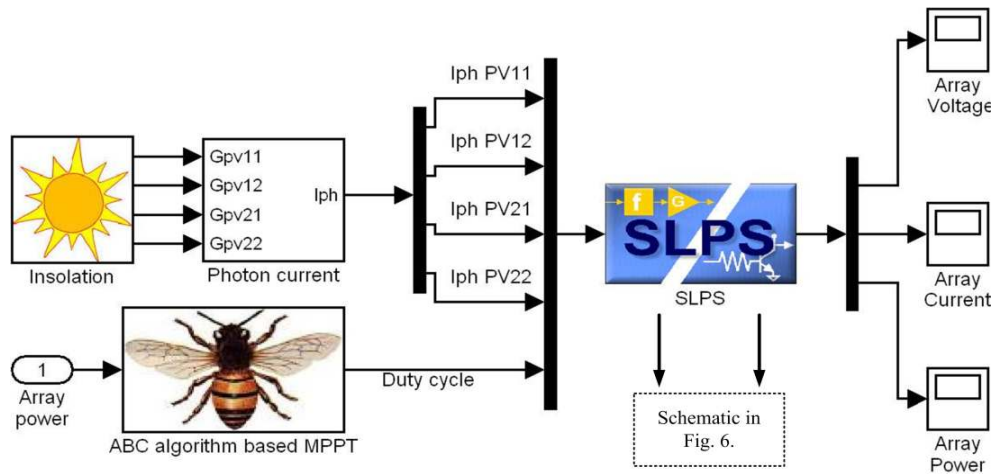 Iph PV11
Iph PV12
Iph PV21
Iph PV22
Gpv11
Gpv12
Gpv21
Gpv22
Iph
Insolation
Photon current
1
Array
power
ABC algorithm based MPPT
Duty cycle
f
G
SLPS
SLPS
Schematic in
Fig. 6.
Array
Voltage
Array
Current
Array
Power